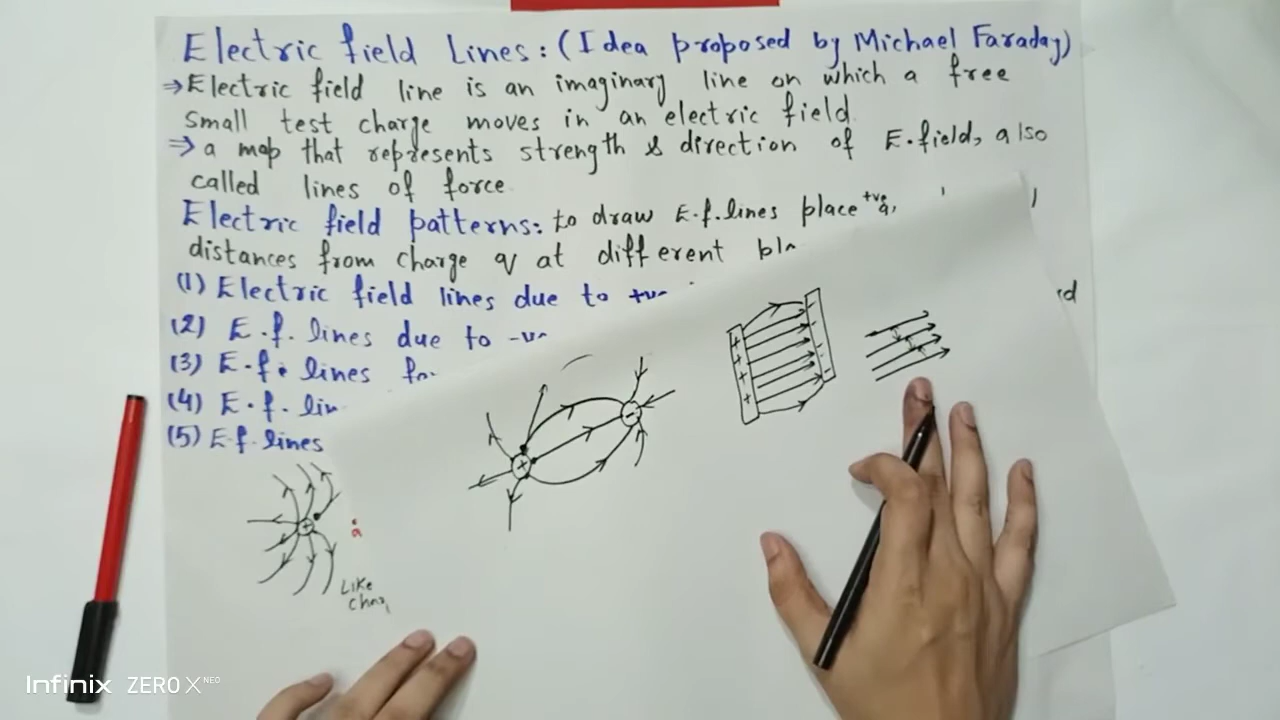 Electric field Lines: (Idea proposed by Michael Faraday)
⇒ Electric field line is an imaginary line on which a free
small test charge moves in an electric field.
⇒ a map that represents strength & direction of E.field, also
called lines of force
Electric field patterns: to draw E.f.lines place +ve q,
distances from charge q at different
(1) Electric field lines due to +ve
(2) E.f. lines due to -ve
(3) E.f. lines
(4) E.f.
(5) E.f. lines
Like
Infinix ZERO X NEO